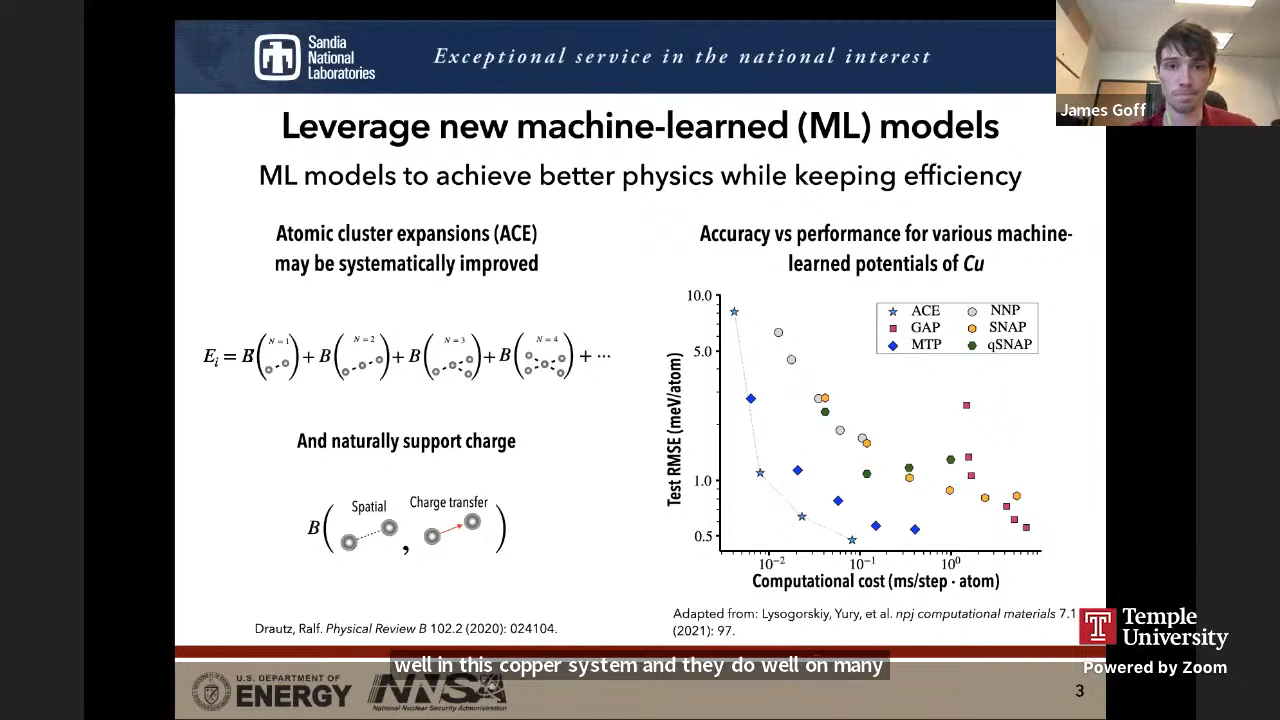 Sandia
National
Laboratories
Exceptional service in the national interest
James Goff
Leverage new machine-learned (ML) models
ML models to achieve better physics while keeping efficiency
Atomic cluster expansions (ACE)
may be systematically improved
E_i = B(N = 1) + B(N = 2) + B(N = 3) + B(N = 4) + ···
And naturally support charge
B( Spatial , Charge transfer )
Drautz, Ralf. Physical Review B 102.2 (2020): 024104.
Accuracy vs performance for various machine-
learned potentials of Cu
Test RMSE (meV/atom)
10.0
5.0
1.0
0.5
ACE
GAP
MTP
NNP
SNAP
qSNAP
10⁻²
10⁻¹
10⁰
Computational cost (ms/step · atom)
Adapted from: Lysogorskiy, Yury, et al. npj computational materials 7.1
(2021): 97.
Temple
University
Powered by Zoom
well in this copper system and they do well on many
U.S. DEPARTMENT OF
ENERGY
NNSA
National Nuclear Security Administration
3